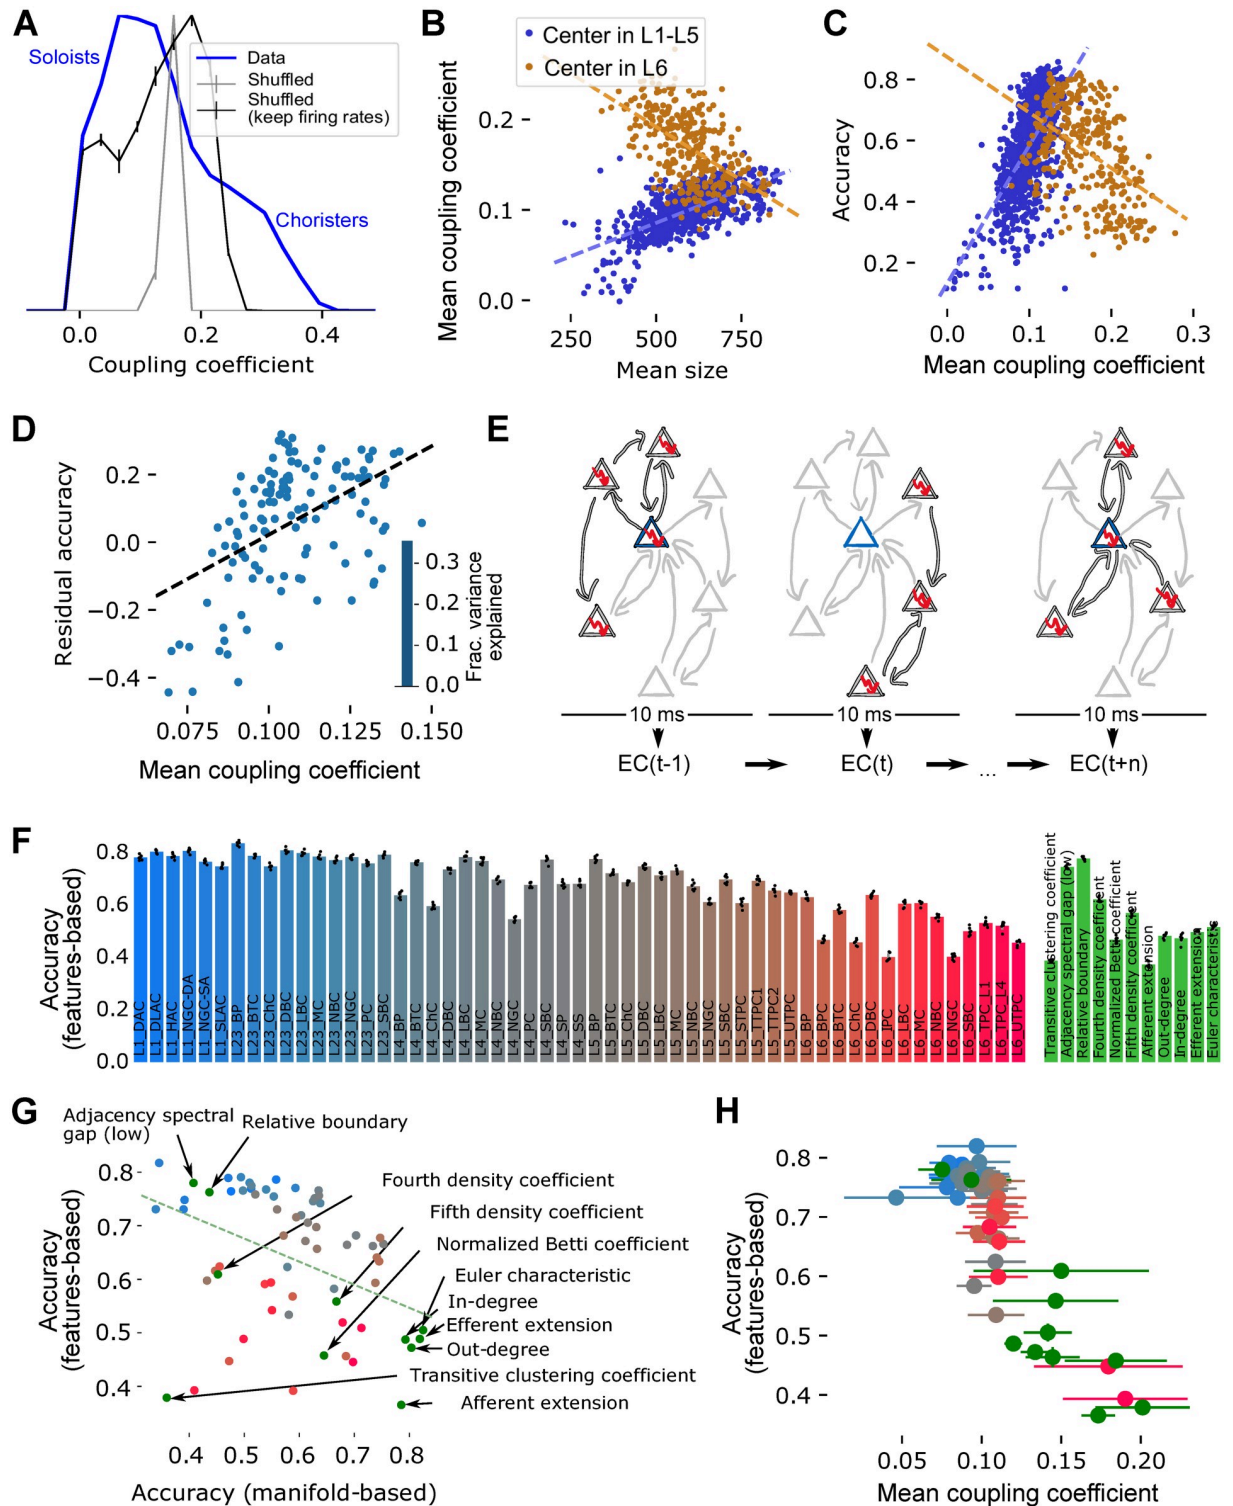 A
Soloists
Data
Shuffled
Shuffled
(keep firing rates)
Choristers
0.0
0.2
0.4
Coupling coefficient
B
Center in L1-L5
Center in L6
Mean coupling coefficient
0.2
0.1
0.0
250
500
750
Mean size
C
Accuracy
0.8
0.6
0.4
0.2
0.0
0.1
0.2
0.3
Mean coupling coefficient
D
Residual accuracy
0.2
0.0
−0.2
−0.4
0.075
0.100
0.125
0.150
Mean coupling coefficient
0.3
0.2
0.1
0.0
Frac. variance
explained
E
10 ms
10 ms
10 ms
EC(t-1)
EC(t)
...
EC(t+n)
F
Accuracy
(features-based)
0.8
0.6
0.4
0.2
0.0
L1_DAC
L1_DLAC
L1_HAC
L1_NGC-DA
L1_NGC-SA
L1_SLAC
L23_BP
L23_BTC
L23_ChC
L23_DBC
L23_LBC
L23_MC
L23_NBC
L23_NGC
L23_PC
L23_SBC
L4_BP
L4_BTC
L4_ChC
L4_DBC
L4_LBC
L4_MC
L4_NBC
L4_NGC
L4_PC
L4_SBC
L4_SP
L4_SS
L5_BP
L5_BTC
L5_ChC
L5_DBC
L5_LBC
L5_MC
L5_NBC
L5_NGC
L5_SBC
L5_STPC
L5_TTPC1
L5_TTPC2
L5_UTPC
L6_BP
L6_BPC
L6_BTC
L6_ChC
L6_DBC
L6_IPC
L6_LBC
L6_MC
L6_NBC
L6_NGC
L6_SBC
L6_TPC_L1
L6_TPC_L4
L6_UTPC
Transitive clustering coefficient
Adjacency spectral gap (low)
Relative boundary
Fourth density coefficient
Normalized Betti coefficient
Fifth density coefficient
Afferent extension
Out-degree
In-degree
Efferent extension
Euler characteristic
G
Adjacency spectral
gap (low)
Relative boundary
Fourth density coefficient
Fifth density coefficient
Normalized Betti coefficient
Euler characteristic
In-degree
Efferent extension
Out-degree
Transitive clustering coefficient
Afferent extension
Accuracy
(features-based)
0.8
0.7
0.6
0.5
0.4
0.4
0.5
0.6
0.7
0.8
Accuracy (manifold-based)
H
Accuracy
(features-based)
0.8
0.7
0.6
0.5
0.4
0.05
0.10
0.15
0.20
Mean coupling coefficient